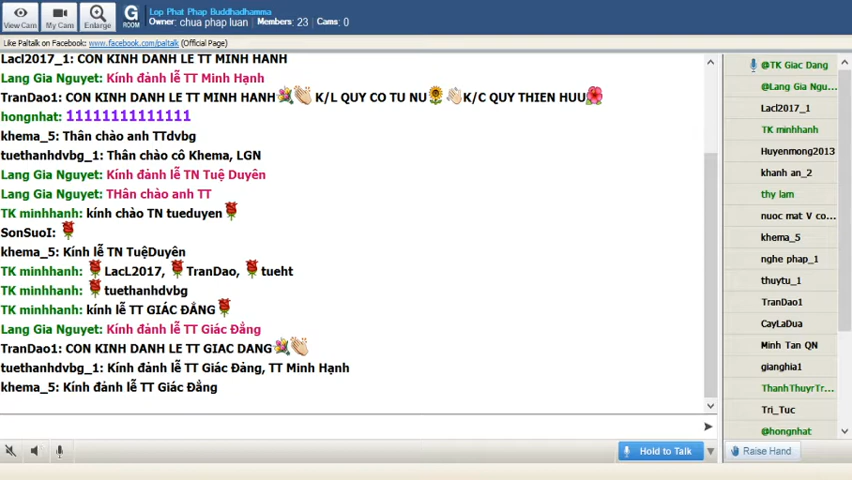 View Cam
My Cam
Enlarge
G
ROOM
Lop Phat Phap Buddhadhamma
Owner: chua phap luan Members: 23 Cams: 0
Like Paltalk on Facebook: www.facebook.com/paltalk (Official Page)
Lacl2017_1: CON KINH DANH LE TT MINH HANH
Lang Gia Nguyet: Kính đảnh lễ TT Minh Hạnh
TranDao1: CON KINH DANH LE TT MINH HANH K/L QUY CO TU NU K/C QUY THIEN HUU
hongnhat: 11111111111111
khema_5: Thân chào anh TTdvbg
tuethanhdvbg_1: Thân chào cô Khema, LGN
Lang Gia Nguyet: Kính đảnh lễ TN Tuệ Duyên
Lang Gia Nguyet: THân chào anh TT
TK minhhanh: kính chào TN tueduyen
SonSuoI:
khema_5: Kính lễ TN TuệDuyên
TK minhhanh: LacL2017, TranDao, tueht
TK minhhanh: tuethanhdvbg
TK minhhanh: kính lễ TT GIÁC ĐẲNG
Lang Gia Nguyet: Kính đảnh lễ TT Giác Đẳng
TranDao1: CON KINH DANH LE TT GIAC DANG
tuethanhdvbg_1: Kính đảnh lễ TT Giác Đảng, TT Minh Hạnh
khema_5: Kính đảnh lễ TT Giác Đẳng
Hold to Talk
@TK Giac Dang
@Lang Gia Ngu...
Lacl2017_1
TK minhhanh
Huyenmong2013
khanh an_2
thy lam
nuoc mat V co...
khema_5
nghe phap_1
thuytu_1
TranDao1
CayLaDua
Minh Tan QN
gianghia1
ThanhThuyrTr...
Tri_Tuc
@hongnhat
Raise Hand